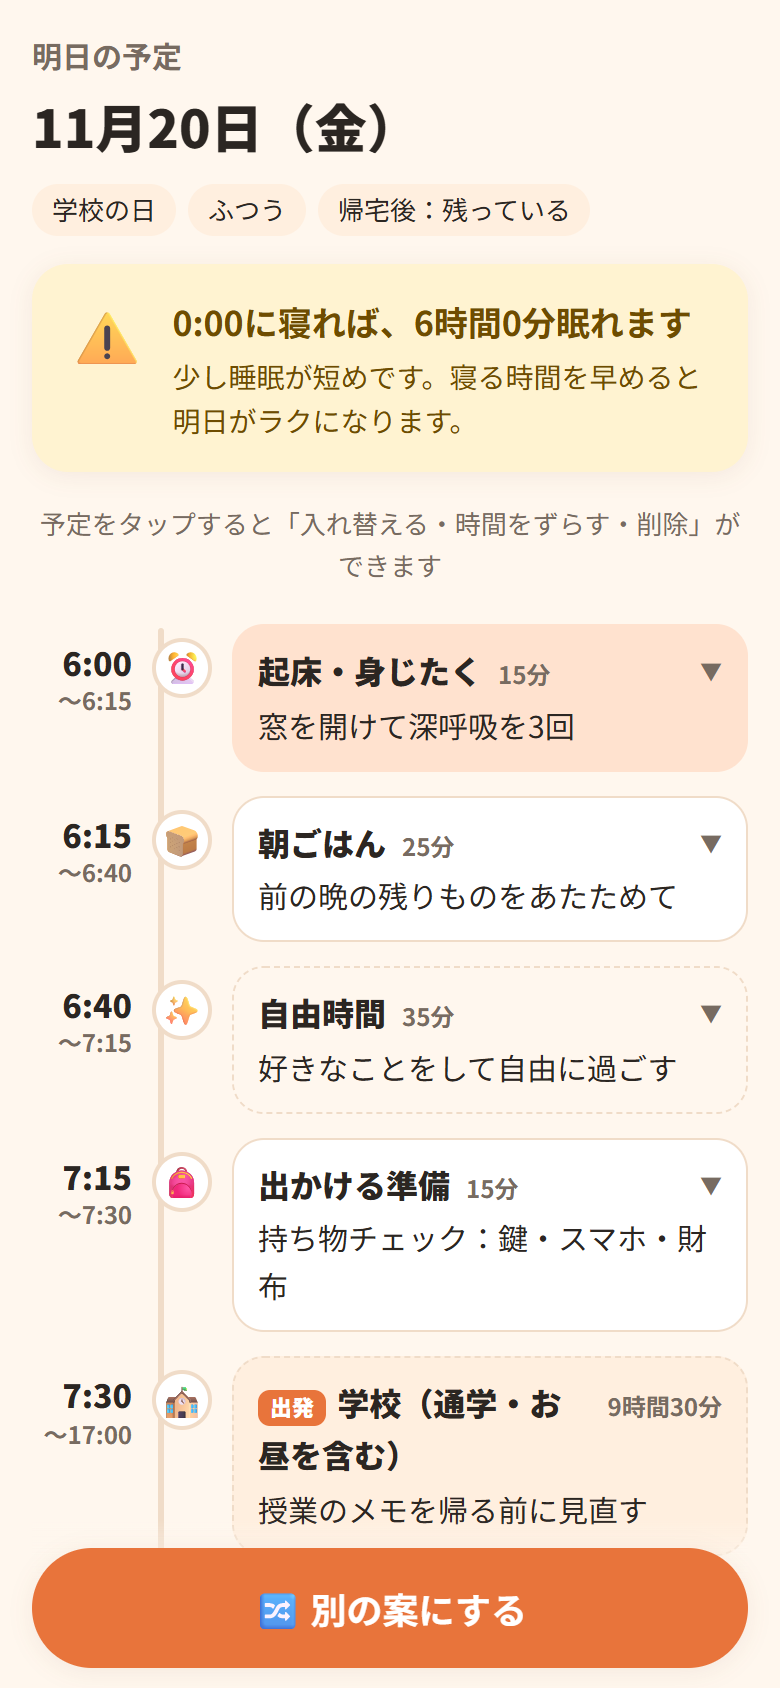 明日の予定
11月20日（金）
学校の日 ふつう 帰宅後：残っている
0:00に寝れば、6時間0分眠れます
少し睡眠が短めです。寝る時間を早めると
明日がラクになります。
予定をタップすると「入れ替える・時間をずらす・削除」が
できます
6:00
～6:15
起床・身じたく 15分 ▼
窓を開けて深呼吸を3回
6:15
～6:40
朝ごはん 25分 ▼
前の晩の残りものをあたためて
6:40
～7:15
自由時間 35分 ▼
好きなことをして自由に過ごす
7:15
～7:30
出かける準備 15分 ▼
持ち物チェック：鍵・スマホ・財
布
7:30
～17:00
出発 学校（通学・お 9時間30分
昼を含む）
授業のメモを帰る前に見直す
別の案にする